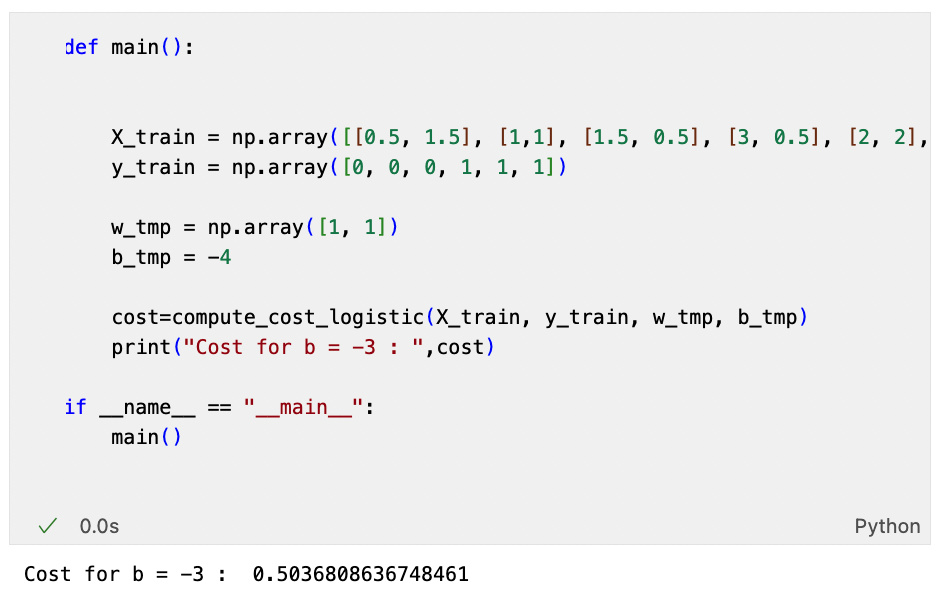 def main():
X_train = np.array([[0.5, 1.5], [1,1], [1.5, 0.5], [3, 0.5], [2, 2],
y_train = np.array([0, 0, 0, 1, 1, 1])
w_tmp = np.array([1, 1])
b_tmp = -4
cost=compute_cost_logistic(X_train, y_train, w_tmp, b_tmp)
print("Cost for b = -3 : ",cost)
if __name__ == "__main__":
main()
✓ 0.0s Python
Cost for b = -3 :  0.5036808636748461